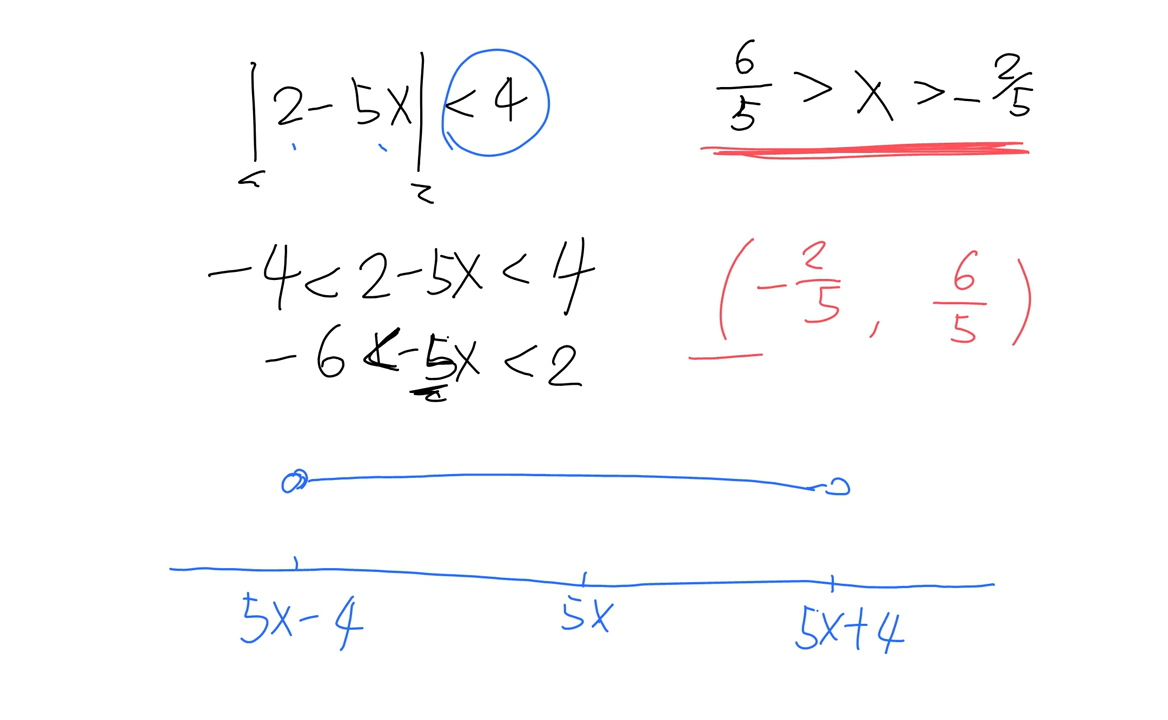 |2 - 5x| < 4
-4 < 2 - 5x < 4
-6 < -5x < 2
6/5 > x > -2/5
(-2/5, 6/5)
5x - 4 5x 5x + 4